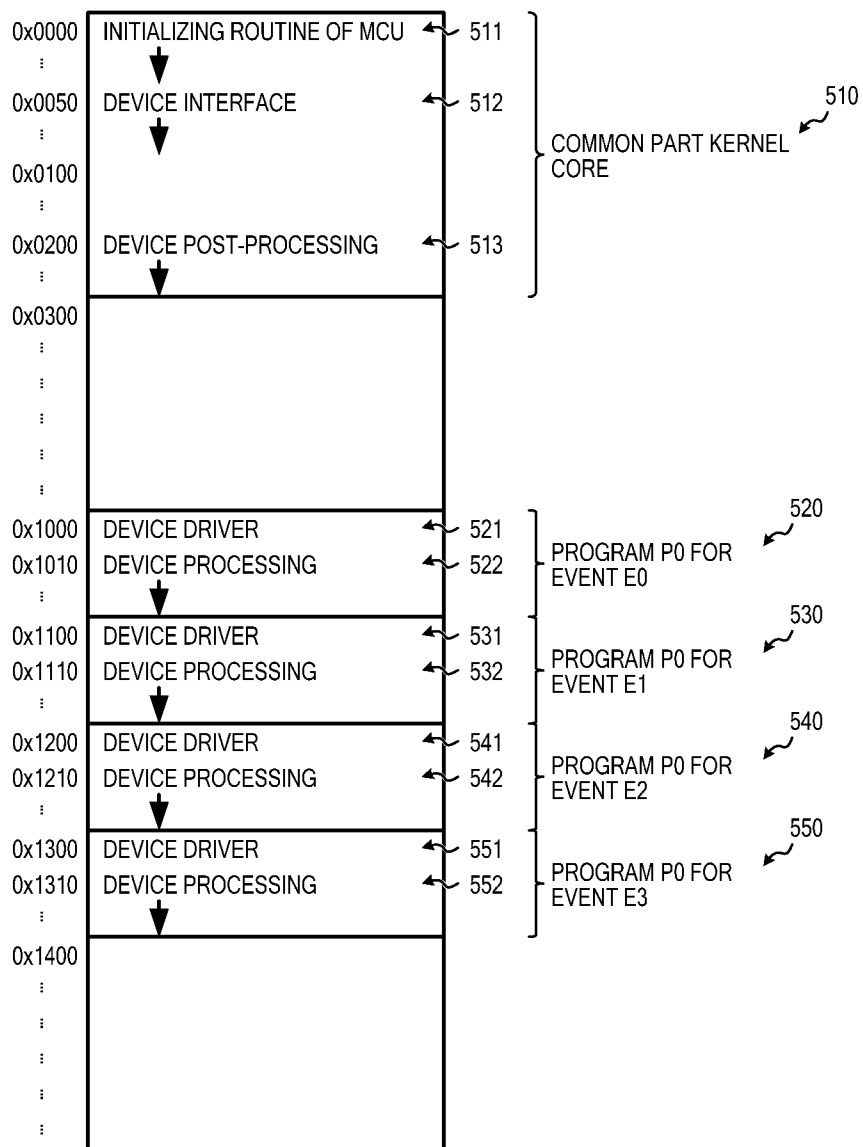 0x0000 INITIALIZING ROUTINE OF MCU 511
⋮
0x0050 DEVICE INTERFACE 512
510
⋮
COMMON PART KERNEL
CORE
0x0100
⋮
0x0200 DEVICE POST-PROCESSING 513
⋮
0x0300
⋮
⋮
⋮
⋮
⋮
520
0x1000 DEVICE DRIVER 521
PROGRAM P0 FOR
EVENT E0
0x1010 DEVICE PROCESSING 522
⋮
530
0x1100 DEVICE DRIVER 531
PROGRAM P0 FOR
EVENT E1
0x1110 DEVICE PROCESSING 532
⋮
540
0x1200 DEVICE DRIVER 541
PROGRAM P0 FOR
EVENT E2
0x1210 DEVICE PROCESSING 542
⋮
550
0x1300 DEVICE DRIVER 551
PROGRAM P0 FOR
EVENT E3
0x1310 DEVICE PROCESSING 552
⋮
0x1400
⋮
⋮
⋮
⋮
⋮